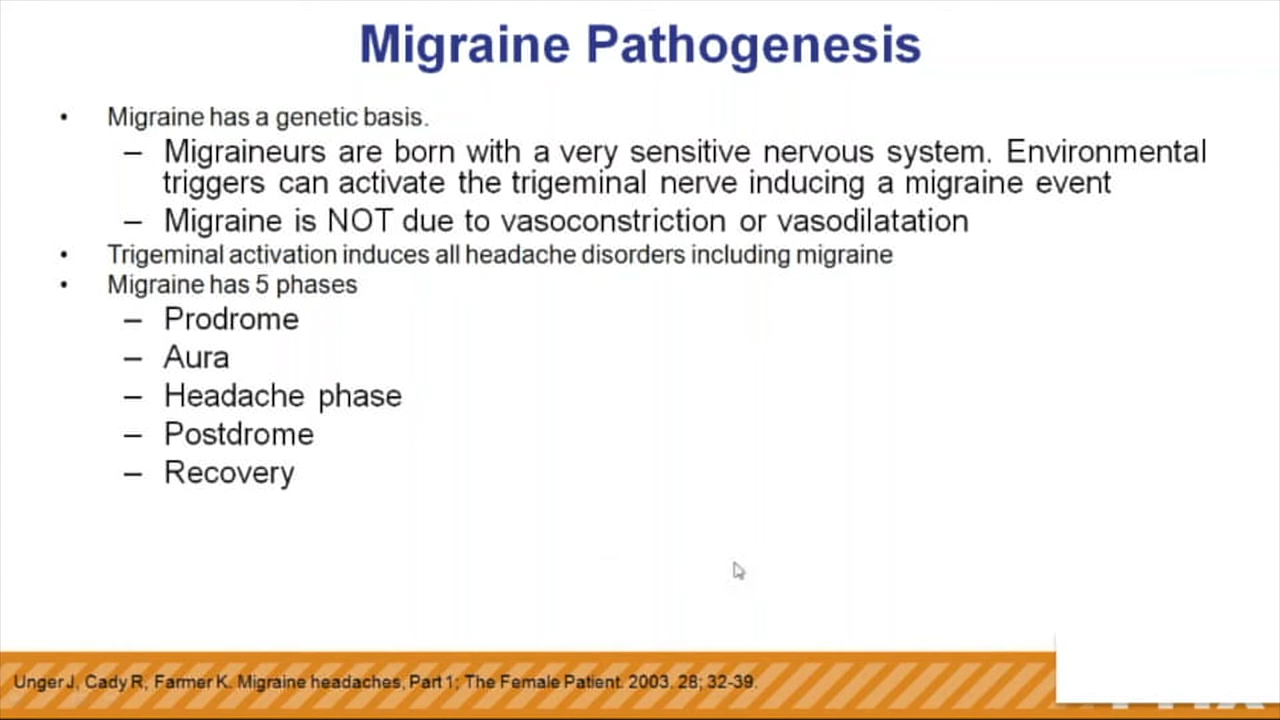 Migraine Pathogenesis
• Migraine has a genetic basis.
– Migraineurs are born with a very sensitive nervous system. Environmental
triggers can activate the trigeminal nerve inducing a migraine event
– Migraine is NOT due to vasoconstriction or vasodilatation
• Trigeminal activation induces all headache disorders including migraine
• Migraine has 5 phases
– Prodrome
– Aura
– Headache phase
– Postdrome
– Recovery
Unger J, Cady R, Farmer K. Migraine headaches, Part 1; The Female Patient. 2003. 28; 32-39.